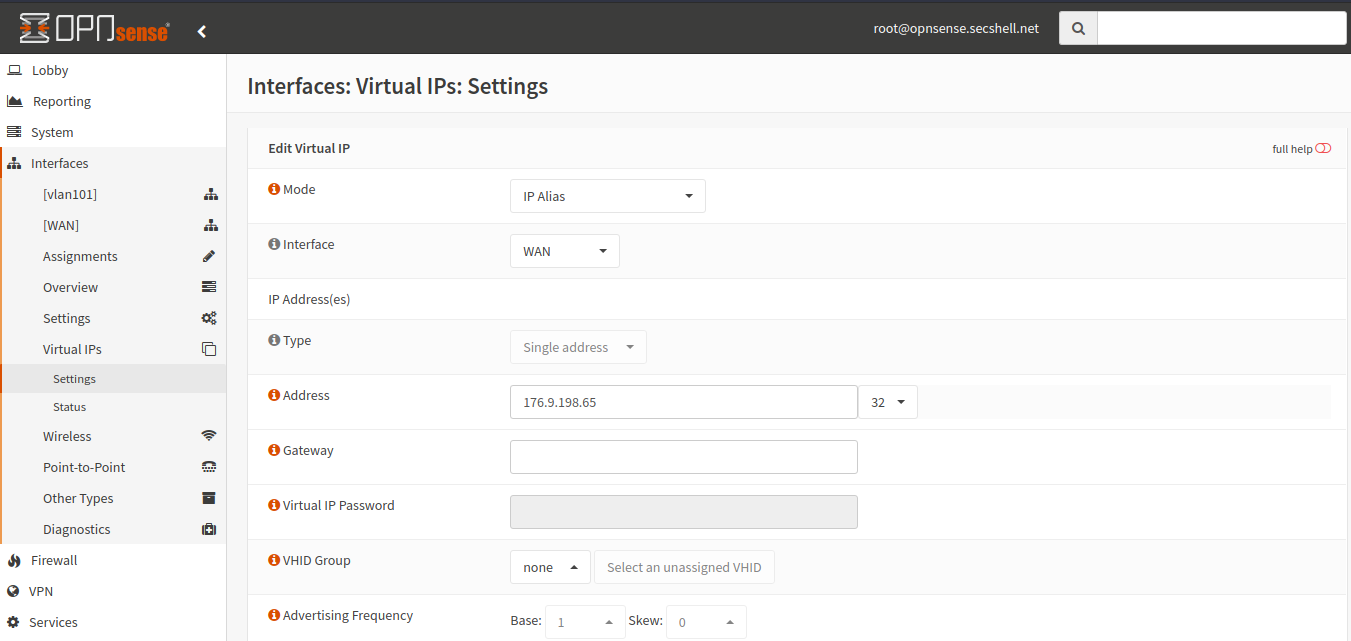 OPNsense®
root@opnsense.secshell.net
Lobby
Reporting
System
Interfaces
[vlan101]
[WAN]
Assignments
Overview
Settings
Virtual IPs
Settings
Status
Wireless
Point-to-Point
Other Types
Diagnostics
Firewall
VPN
Services
Interfaces: Virtual IPs: Settings
Edit Virtual IP
full help
Mode
IP Alias
Interface
WAN
IP Address(es)
Type
Single address
Address
176.9.198.65
32
Gateway
Virtual IP Password
VHID Group
none
Select an unassigned VHID
Advertising Frequency
Base: 1 Skew: 0